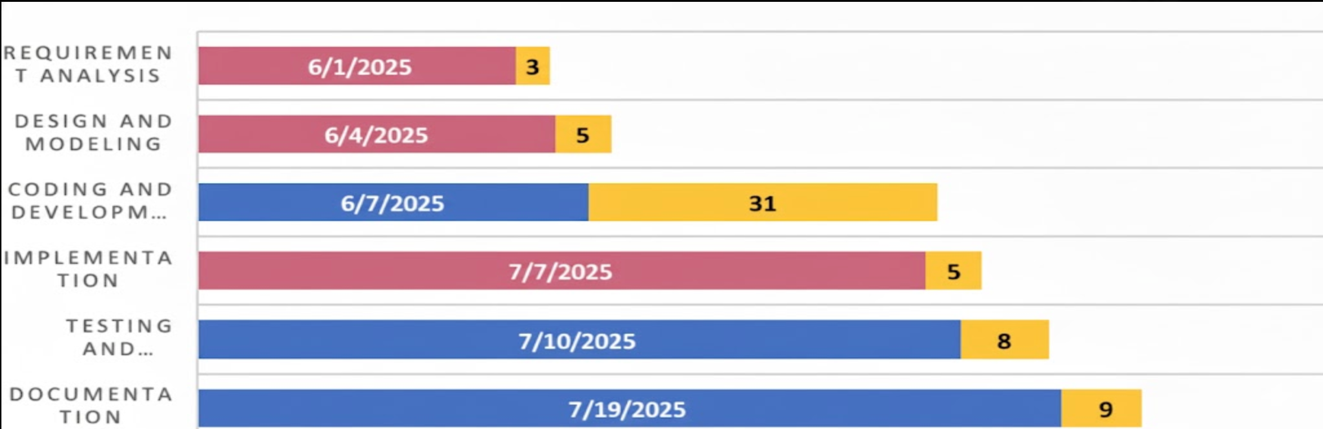 REQUIREMEN
T ANALYSIS
6/1/2025 3
DESIGN AND
MODELING
6/4/2025 5
CODING AND
DEVELOPM…
6/7/2025 31
IMPLEMENTA
TION
7/7/2025 5
TESTING
AND…
7/10/2025 8
DOCUMENTA
TION
7/19/2025 9